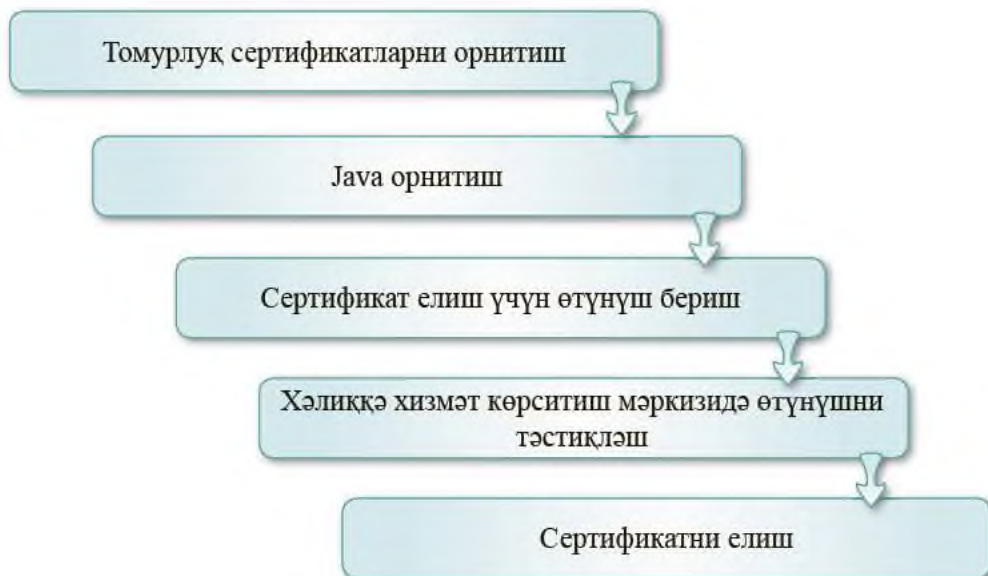 Томурлуқ сертификатларни орнитиш
Java орнитиш
Сертификат елиш үчүн өтүнүш бериш
Хәлиққә хизмәт көрситиш мәркизидә өтүнүшни
тәстиқләш
Сертификатни елиш